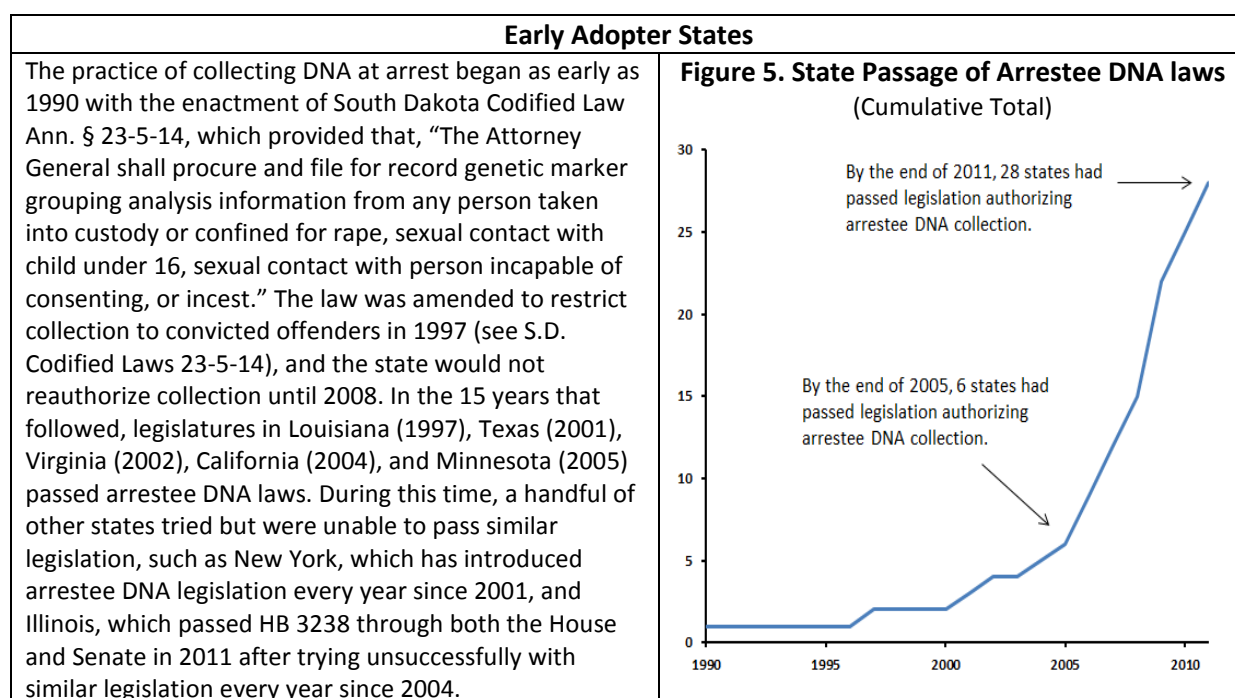 Early Adopter States
The practice of collecting DNA at arrest began as early as
1990 with the enactment of South Dakota Codified Law
Ann. § 23-5-14, which provided that, “The Attorney
General shall procure and file for record genetic marker
grouping analysis information from any person taken
into custody or confined for rape, sexual contact with
child under 16, sexual contact with person incapable of
consenting, or incest.” The law was amended to restrict
collection to convicted offenders in 1997 (see S.D.
Codified Laws 23-5-14), and the state would not
reauthorize collection until 2008. In the 15 years that
followed, legislatures in Louisiana (1997), Texas (2001),
Virginia (2002), California (2004), and Minnesota (2005)
passed arrestee DNA laws. During this time, a handful of
other states tried but were unable to pass similar
legislation, such as New York, which has introduced
arrestee DNA legislation every year since 2001, and
Illinois, which passed HB 3238 through both the House
and Senate in 2011 after trying unsuccessfully with
similar legislation every year since 2004.
Figure 5. State Passage of Arrestee DNA laws
(Cumulative Total)
30
25
20
15
10
5
0
By the end of 2011, 28 states had
passed legislation authorizing
arrestee DNA collection.
By the end of 2005, 6 states had
passed legislation authorizing
arrestee DNA collection.
1990 1995 2000 2005 2010